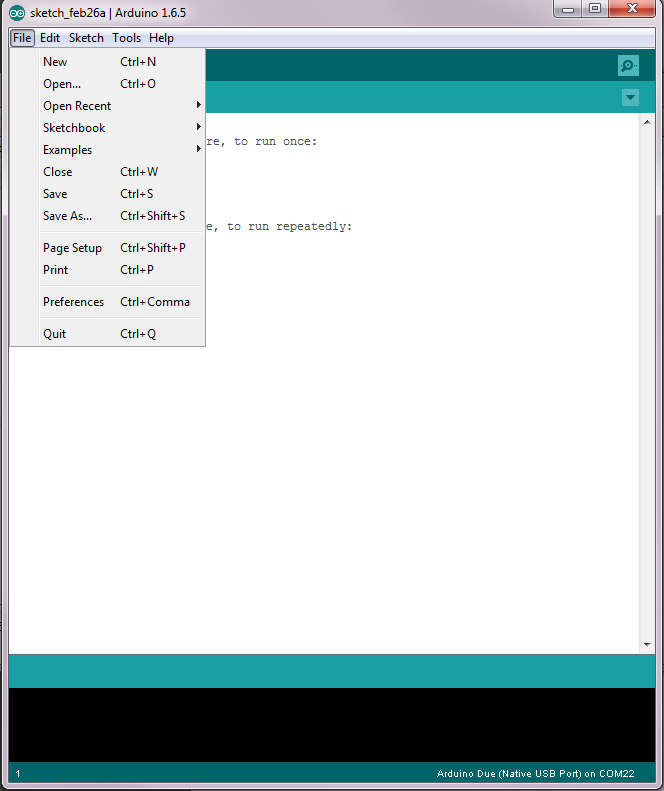 sketch_feb26a | Arduino 1.6.5
File Edit Sketch Tools Help
New Ctrl+N
Open... Ctrl+O
Open Recent
Sketchbook
Examples
Close Ctrl+W
Save Ctrl+S
Save As... Ctrl+Shift+S
Page Setup Ctrl+Shift+P
Print Ctrl+P
Preferences Ctrl+Comma
Quit Ctrl+Q
re, to run once:
e, to run repeatedly:
1 Arduino Due (Native USB Port) on COM22